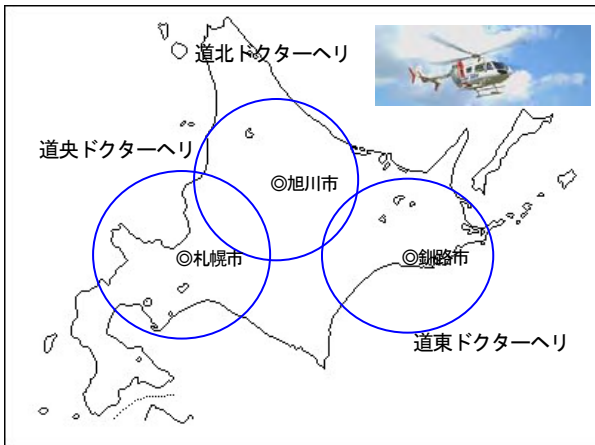 道北ドクターヘリ
道央ドクターヘリ
◎旭川市
◎札幌市
◎釧路市
道東ドクターヘリ